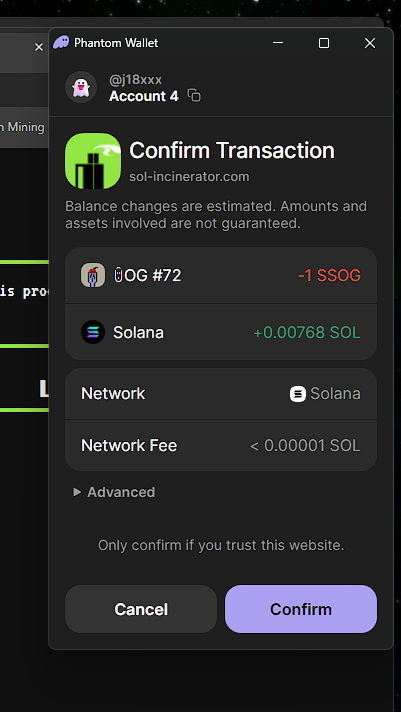 Phantom Wallet
@j18xxx
Account 4
n Mining
Confirm Transaction
sol-incinerator.com
Balance changes are estimated. Amounts and
assets involved are not guaranteed.
OG #72
-1 SSOG
is pro
Solana
+0.00768 SOL
L
Network
Solana
Network Fee
< 0.00001 SOL
Advanced
Only confirm if you trust this website.
Cancel
Confirm